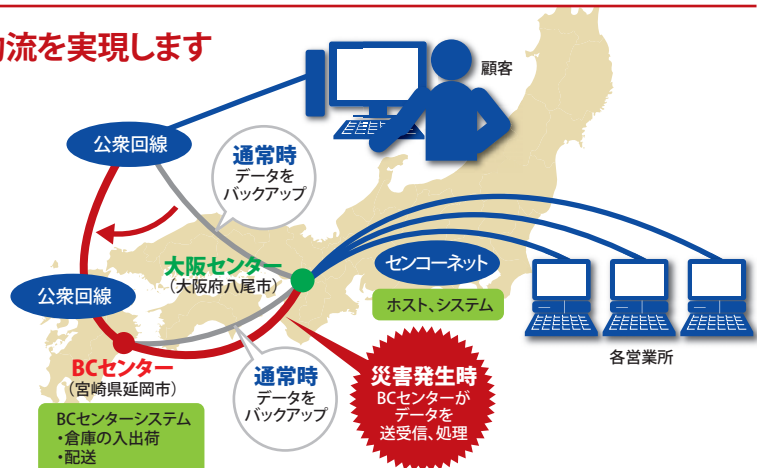 流を実現します
顧客
公衆回線
通常時
データを
バックアップ
大阪センター
（大阪府八尾市）
センコーネット
ホスト、システム
公衆回線
各営業所
BCセンター
（宮崎県延岡市）
通常時
データを
バックアップ
災害発生時
BCセンターが
データを
送受信、処理
BCセンターシステム
・倉庫の入出荷
・配送